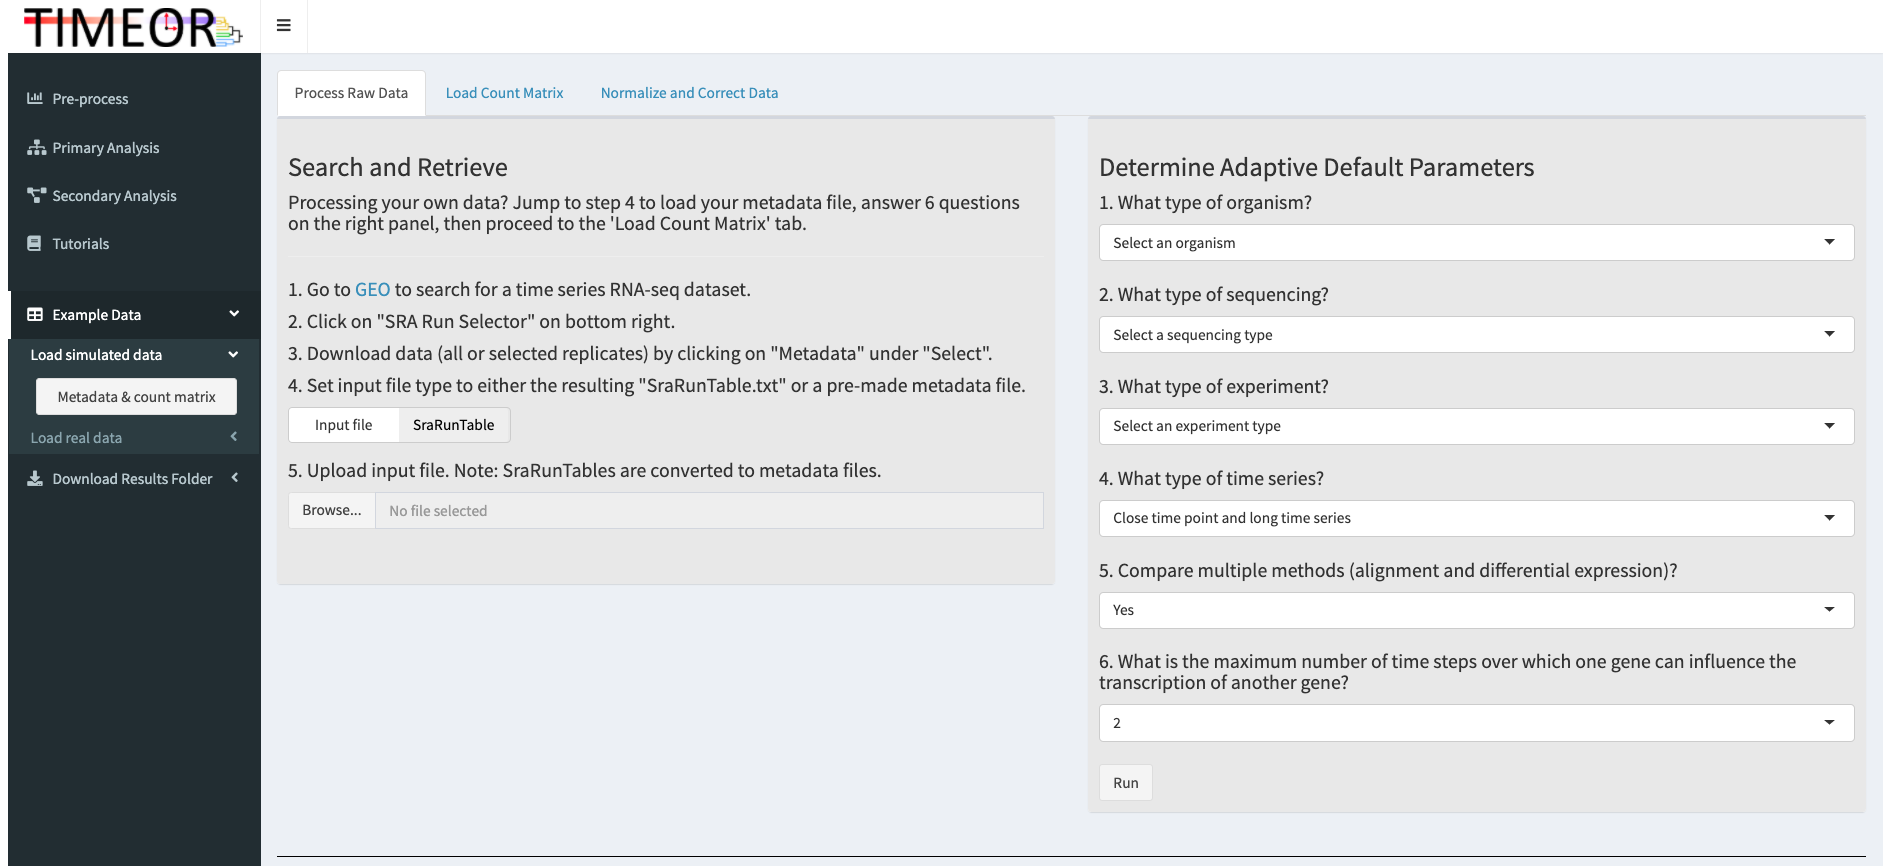 TIMEOR
Pre-process
Primary Analysis
Secondary Analysis
Tutorials
Example Data
Load simulated data
Metadata & count matrix
Load real data
Download Results Folder
Process Raw Data
Load Count Matrix
Normalize and Correct Data
Search and Retrieve
Processing your own data? Jump to step 4 to load your metadata file, answer 6 questions
on the right panel, then proceed to the 'Load Count Matrix' tab.
1. Go to GEO to search for a time series RNA-seq dataset.
2. Click on "SRA Run Selector" on bottom right.
3. Download data (all or selected replicates) by clicking on "Metadata" under "Select".
4. Set input file type to either the resulting "SraRunTable.txt" or a pre-made metadata file.
Input file
SraRunTable
5. Upload input file. Note: SraRunTables are converted to metadata files.
Browse...
No file selected
Determine Adaptive Default Parameters
1. What type of organism?
Select an organism
2. What type of sequencing?
Select a sequencing type
3. What type of experiment?
Select an experiment type
4. What type of time series?
Close time point and long time series
5. Compare multiple methods (alignment and differential expression)?
Yes
6. What is the maximum number of time steps over which one gene can influence the
transcription of another gene?
2
Run